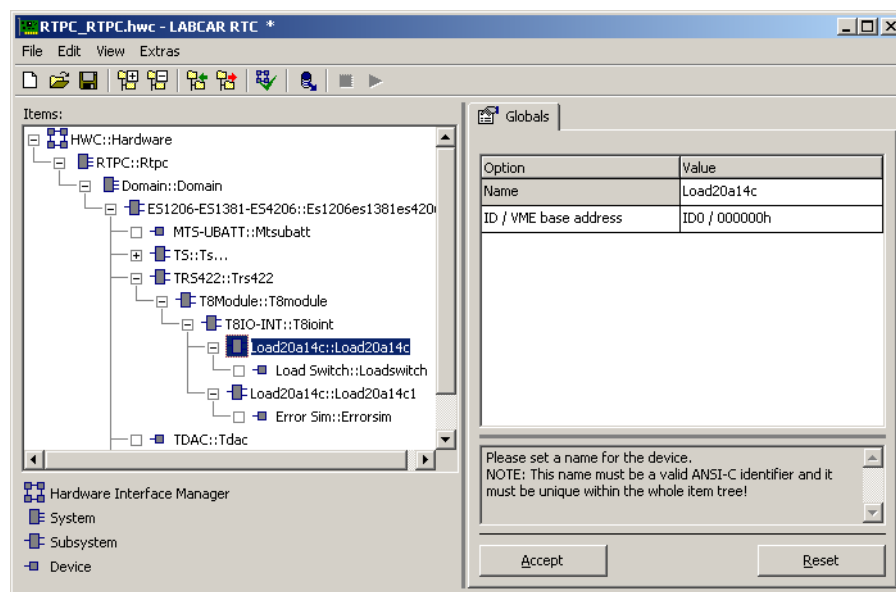 RTPC_RTPC.hwc - LABCAR RTC *
File Edit View Extras
Items:
HWC::Hardware
RTPC::Rtpc
Domain::Domain
ES1206-ES1381-ES4206::Es1206es1381es420
MTS-UBATT::Mtsubatt
TS::Ts...
TRS422::Trs422
T8Module::T8module
T8IO-INT::T8ioint
Load20a14c::Load20a14c
Load Switch::Loadswitch
Load20a14c::Load20a14c1
Error Sim::Errorsim
TDAC::Tdac
Hardware Interface Manager
System
Subsystem
Device
Globals
Option Value
Name Load20a14c
ID / VME base address ID0 / 000000h
Please set a name for the device.
NOTE: This name must be a valid ANSI-C identifier and it
must be unique within the whole item tree!
Accept Reset